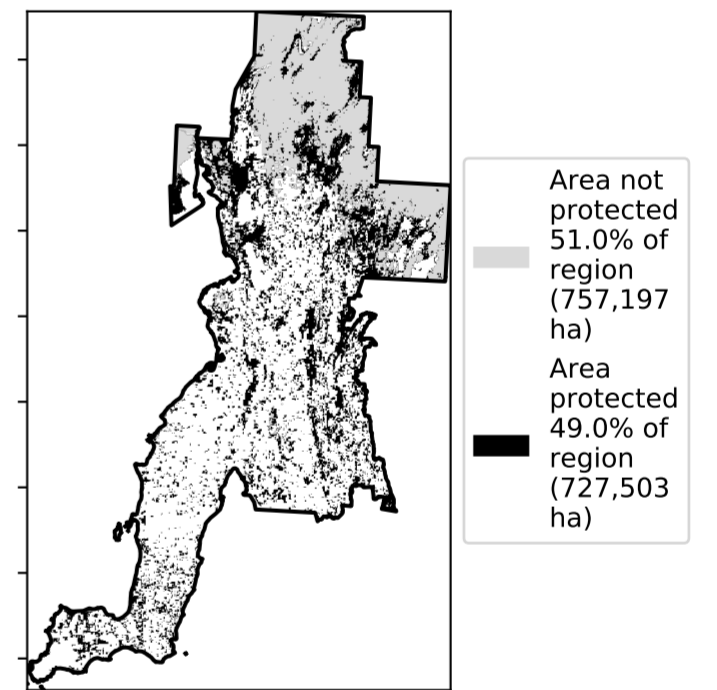 Area not
protected
51.0% of
region
(757,197
ha)
Area
protected
49.0% of
region
(727,503
ha)